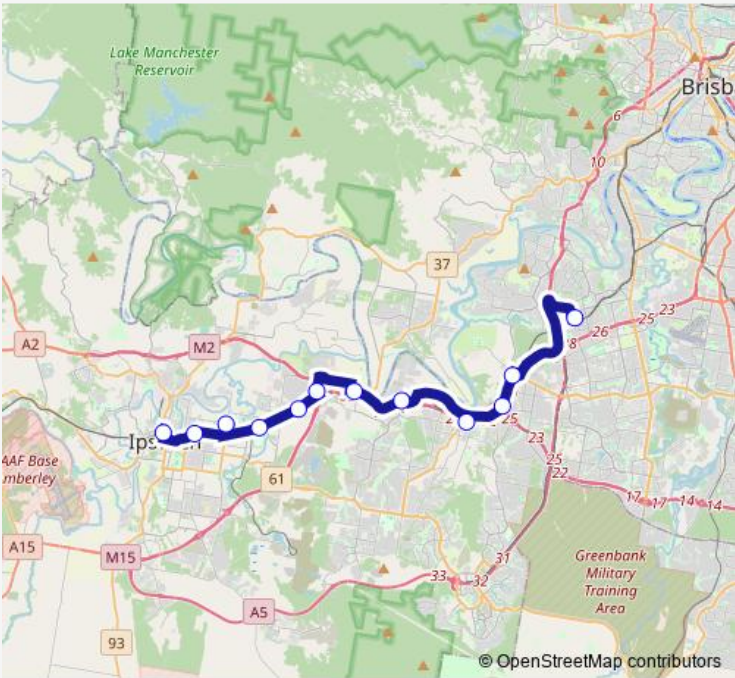 Lake Manchester
Reservoir
Brisb
6
10
37
A2
M2
26
25
23
8
Ips
25
23
25
22
AAF Base
mberley
61
17
17
14
14
A15
M15
31
33
32
Greenbank
Military
Training
Area
A5
93
© OpenStreetMap contributors